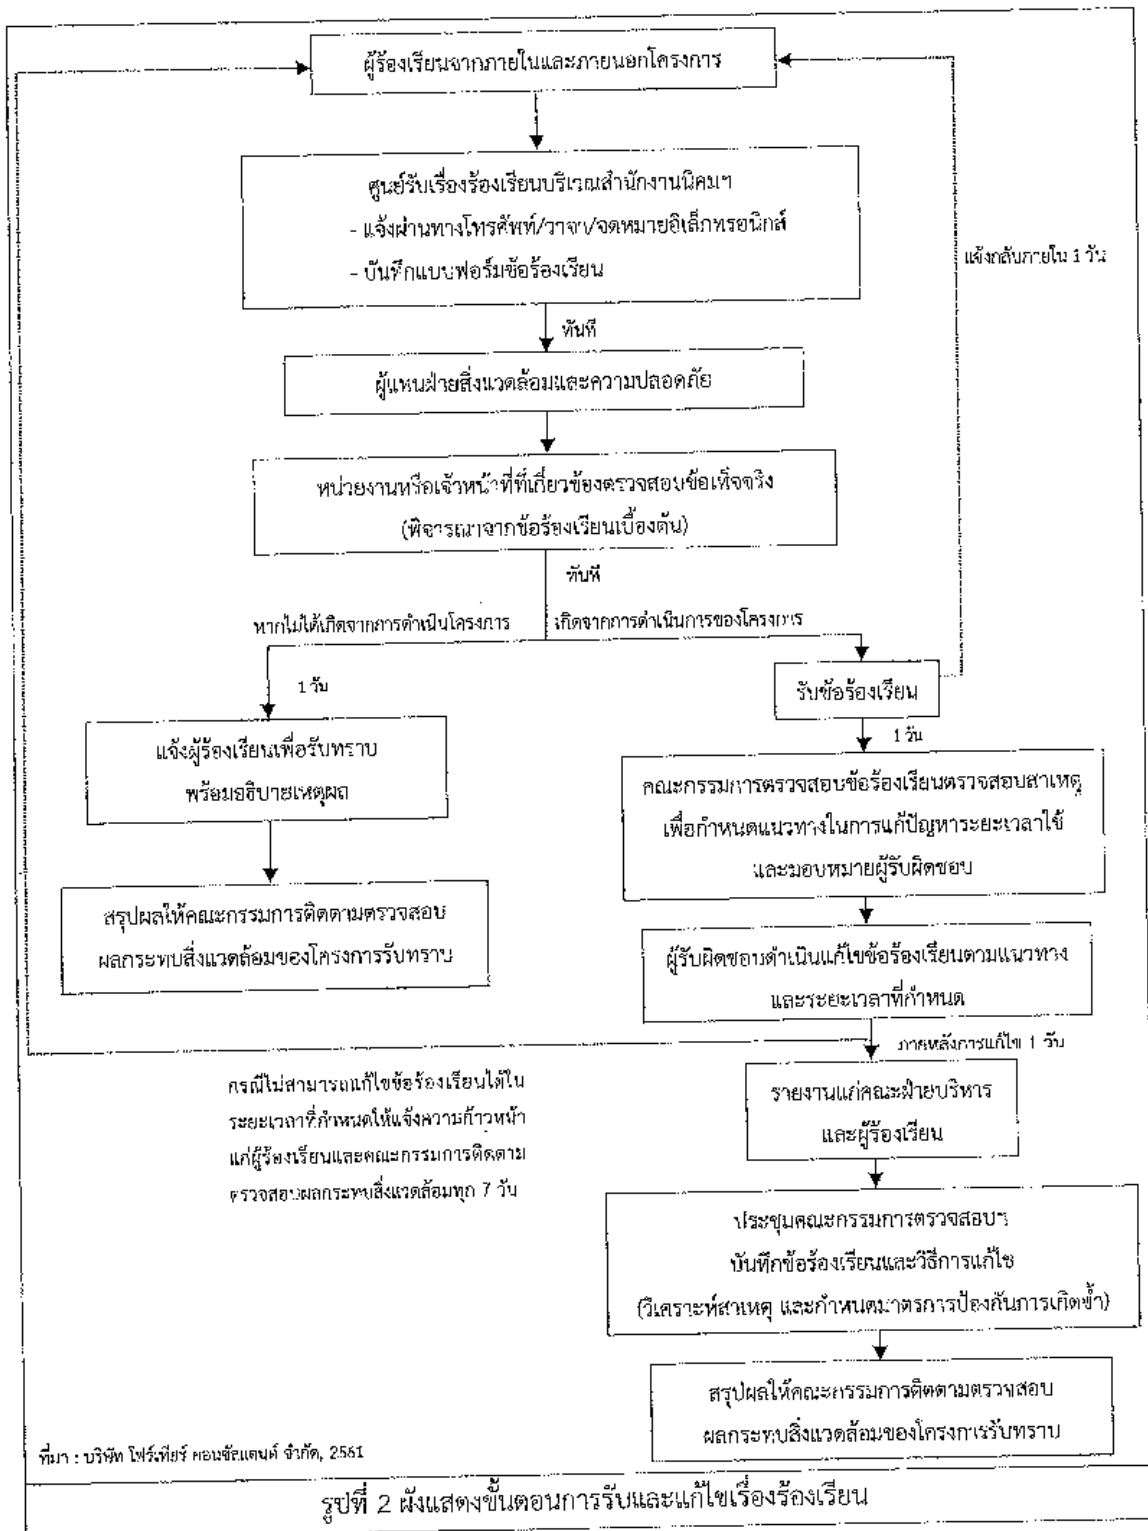 ผู้ร้องเรียนจากภายในและภายนอกโครงการ
ศูนย์รับเรื่องร้องเรียนบริเวณสำนักงานนิคมฯ
- แจ้งผ่านทางโทรศัพท์/วาจา/จดหมายอิเล็กทรอนิกส์
- บันทึกแบบฟอร์มข้อร้องเรียน
แจ้งกลับภายใน 1 วัน
ทันที
ผู้แทนฝ่ายสิ่งแวดล้อมและความปลอดภัย
หน่วยงานหรือเจ้าหน้าที่ที่เกี่ยวข้องตรวจสอบข้อเท็จจริง
(พิจารณาจากข้อร้องเรียนเบื้องต้น)
ทันที
หากไม่ได้เกิดจากการดำเนินโครงการ
เกิดจากการดำเนินการของโครงการ
1 วัน
รับข้อร้องเรียน
1 วัน
แจ้งผู้ร้องเรียนเพื่อรับทราบ
พร้อมอธิบายเหตุผล
คณะกรรมการตรวจสอบข้อร้องเรียนตรวจสอบสาเหตุ
เพื่อกำหนดแนวทางในการแก้ปัญหาระยะเวลาใช้
และมอบหมายผู้รับผิดชอบ
สรุปผลให้คณะกรรมการติดตามตรวจสอบ
ผลกระทบสิ่งแวดล้อมของโครงการรับทราบ
ผู้รับผิดชอบดำเนินแก้ไขข้อร้องเรียนตามแนวทาง
และระยะเวลาที่กำหนด
ภายหลังการแก้ไข 1 วัน
กรณีไม่สามารถแก้ไขข้อร้องเรียนได้ใน
ระยะเวลาที่กำหนดให้แจ้งความก้าวหน้า
แก่ผู้ร้องเรียนและคณะกรรมการติดตาม
ตรวจสอบผลกระทบสิ่งแวดล้อมทุก 7 วัน
รายงานแก่คณะฝ่ายบริหาร
และผู้ร้องเรียน
ประชุมคณะกรรมการตรวจสอบฯ
บันทึกข้อร้องเรียนและวิธีการแก้ไข
(วิเคราะห์สาเหตุ และกำหนดมาตรการป้องกันการเกิดซ้ำ)
สรุปผลให้คณะกรรมการติดตามตรวจสอบ
ผลกระทบสิ่งแวดล้อมของโครงการรับทราบ
ที่มา : บริษัท โฟร์เทียร์ คอนซัลแตนต์ จำกัด, 2561
รูปที่ 2 ผังแสดงขั้นตอนการรับและแก้ไขเรื่องร้องเรียน